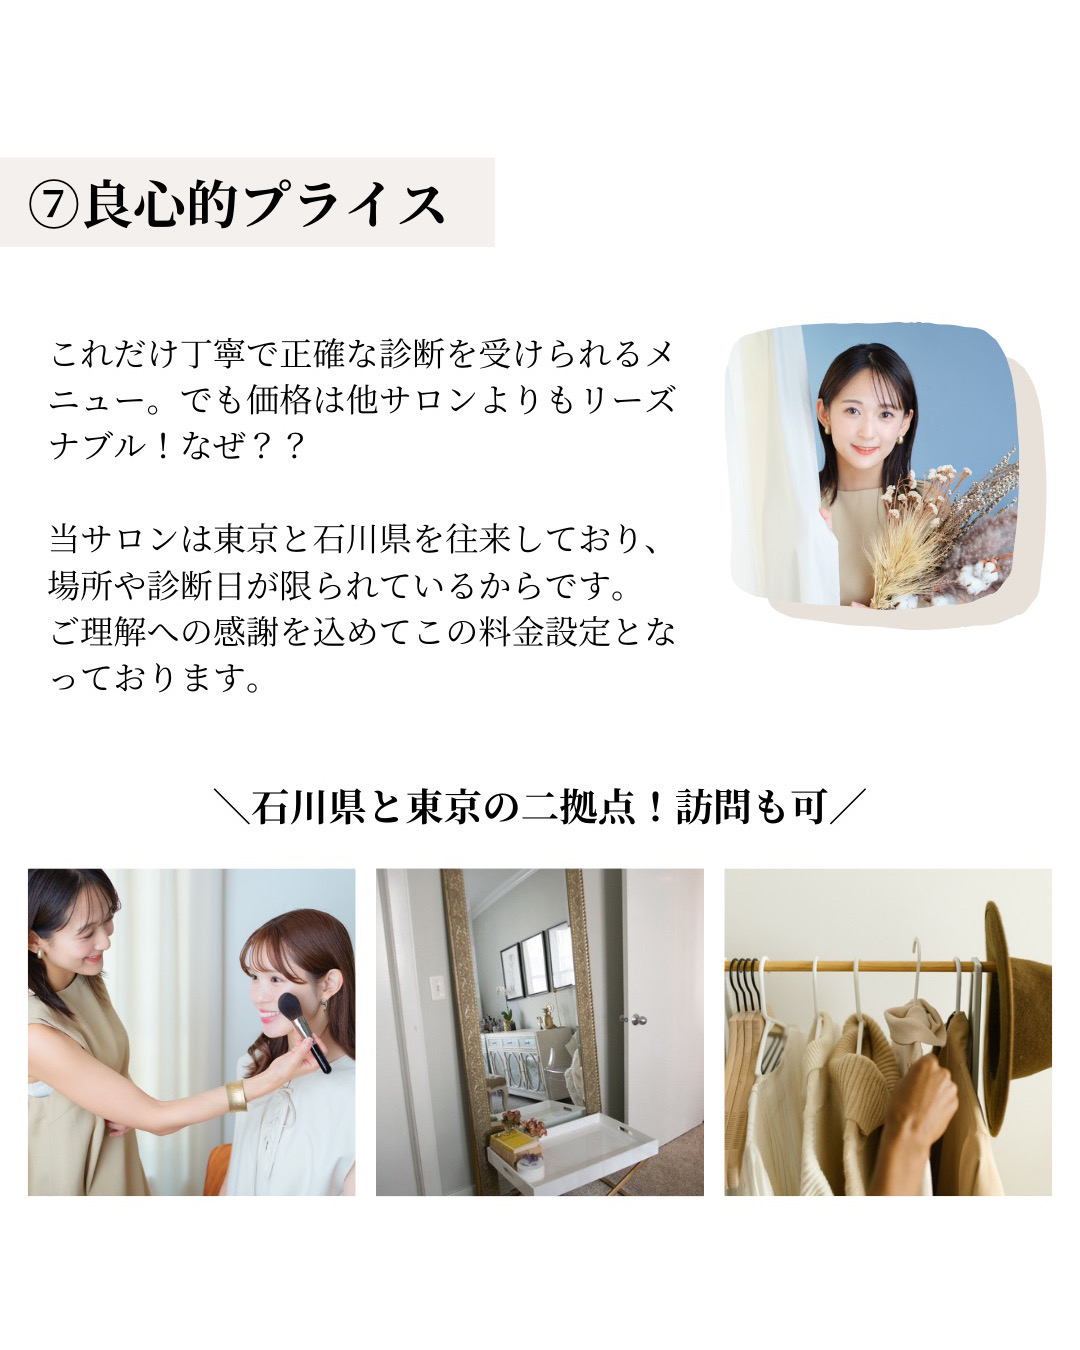 ⑦良心的プライス
これだけ丁寧で正確な診断を受けられるメ
ニュー。でも価格は他サロンよりもリーズ
ナブル！なぜ？？
当サロンは東京と石川県を往来しており、
場所や診断日が限られているからです。
ご理解への感謝を込めてこの料金設定とな
っております。
＼石川県と東京の二拠点！訪問も可／